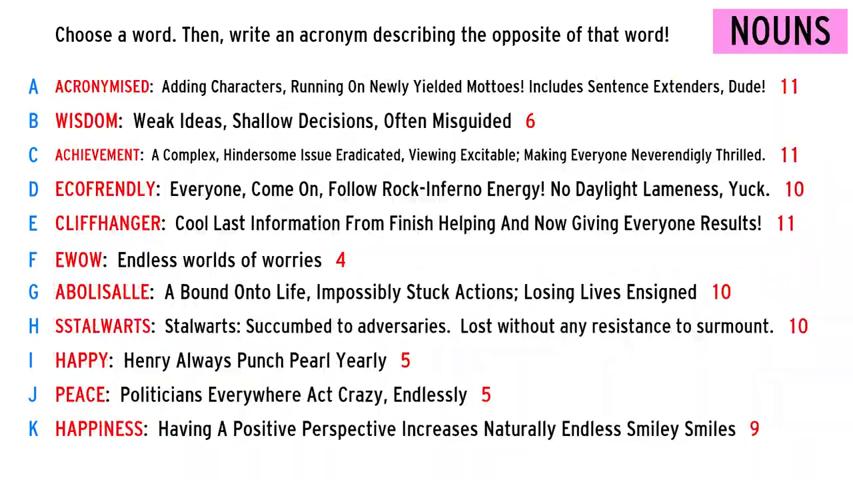 Choose a word. Then, write an acronym describing the opposite of that word!
NOUNS
A ACRONYMISED: Adding Characters, Running On Newly Yielded Mottoes! Includes Sentence Extenders, Dude! 11
B WISDOM: Weak Ideas, Shallow Decisions, Often Misguided 6
C ACHIEVEMENT: A Complex, Hindersome Issue Eradicated, Viewing Excitable; Making Everyone Neverendigly Thrilled. 11
D ECOFRENDLY: Everyone, Come On, Follow Rock-Inferno Energy! No Daylight Lameness, Yuck. 10
E CLIFFHANGER: Cool Last Information From Finish Helping And Now Giving Everyone Results! 11
F EWOW: Endless worlds of worries 4
G ABOLISALLE: A Bound Onto Life, Impossibly Stuck Actions; Losing Lives Ensigned 10
H SSTALWARTS: Stalwarts: Succumbed to adversaries. Lost without any resistance to surmount. 10
I HAPPY: Henry Always Punch Pearl Yearly 5
J PEACE: Politicians Everywhere Act Crazy, Endlessly 5
K HAPPINESS: Having A Positive Perspective Increases Naturally Endless Smiley Smiles 9